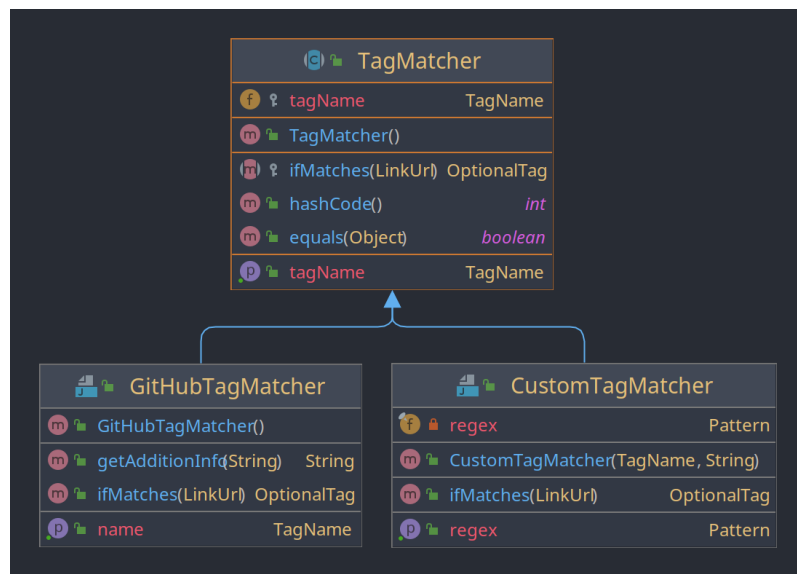 TagMatcher
tagName TagName
TagMatcher()
ifMatches(LinkUrl) OptionalTag
hashCode() int
equals(Object) boolean
tagName TagName
GitHubTagMatcher
GitHubTagMatcher()
getAdditionInfo(String) String
ifMatches(LinkUrl) OptionalTag
name TagName
CustomTagMatcher
regex Pattern
CustomTagMatcher(TagName, String)
ifMatches(LinkUrl) OptionalTag
regex Pattern